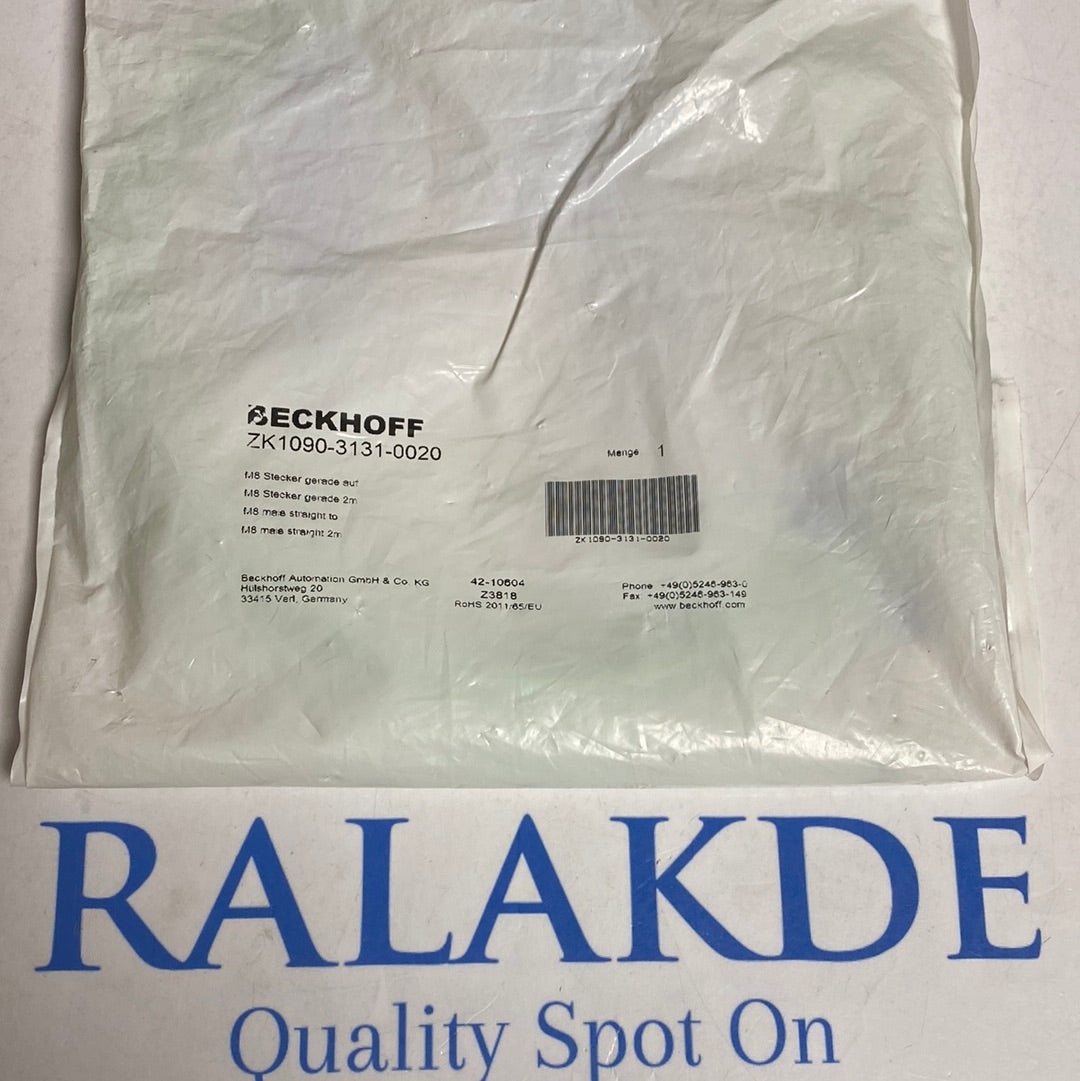 BECKHOFF
ZK1090-3131-0020
Menge 1
M8 Stecker gerade auf
M8 Stecker gerade 2m
M8 male straight to
M8 male straight 2m
ZK1090-3131-0020
Beckhoff Automation GmbH & Co. KG
Hülshorstweg 20
33415 Verl, Germany
42-10604
Z3818
RoHS 2011/65/EU
Phone +49(0)5246-963-0
Fax +49(0)5246-963-149
www.beckhoff.com
RALAKDE
Quality Spot On